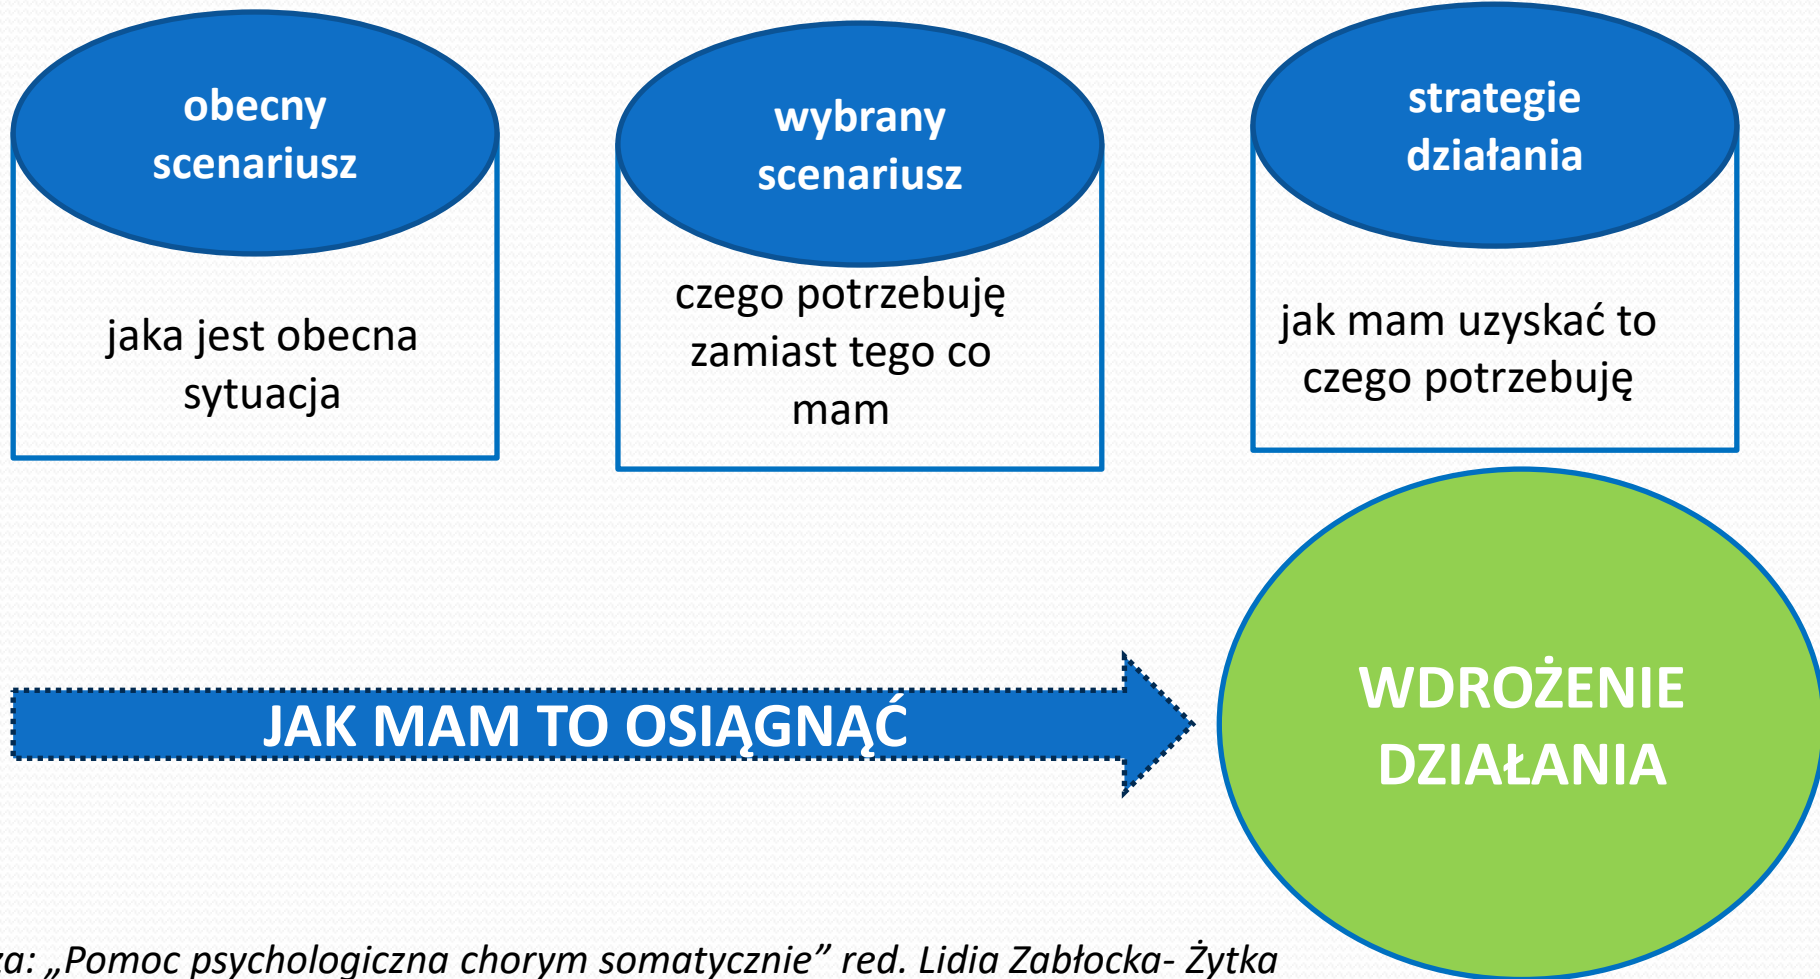 obecny
scenariusz
jaka jest obecna
sytuacja
wybrany
scenariusz
czego potrzebuję
zamiast tego co
mam
strategie
działania
jak mam uzyskać to
czego potrzebuję
JAK MAM TO OSIĄGNĄĆ
WDROŻENIE
DZIAŁANIA
za: „Pomoc psychologiczna chorym somatycznie” red. Lidia Zabłocka- Żytka